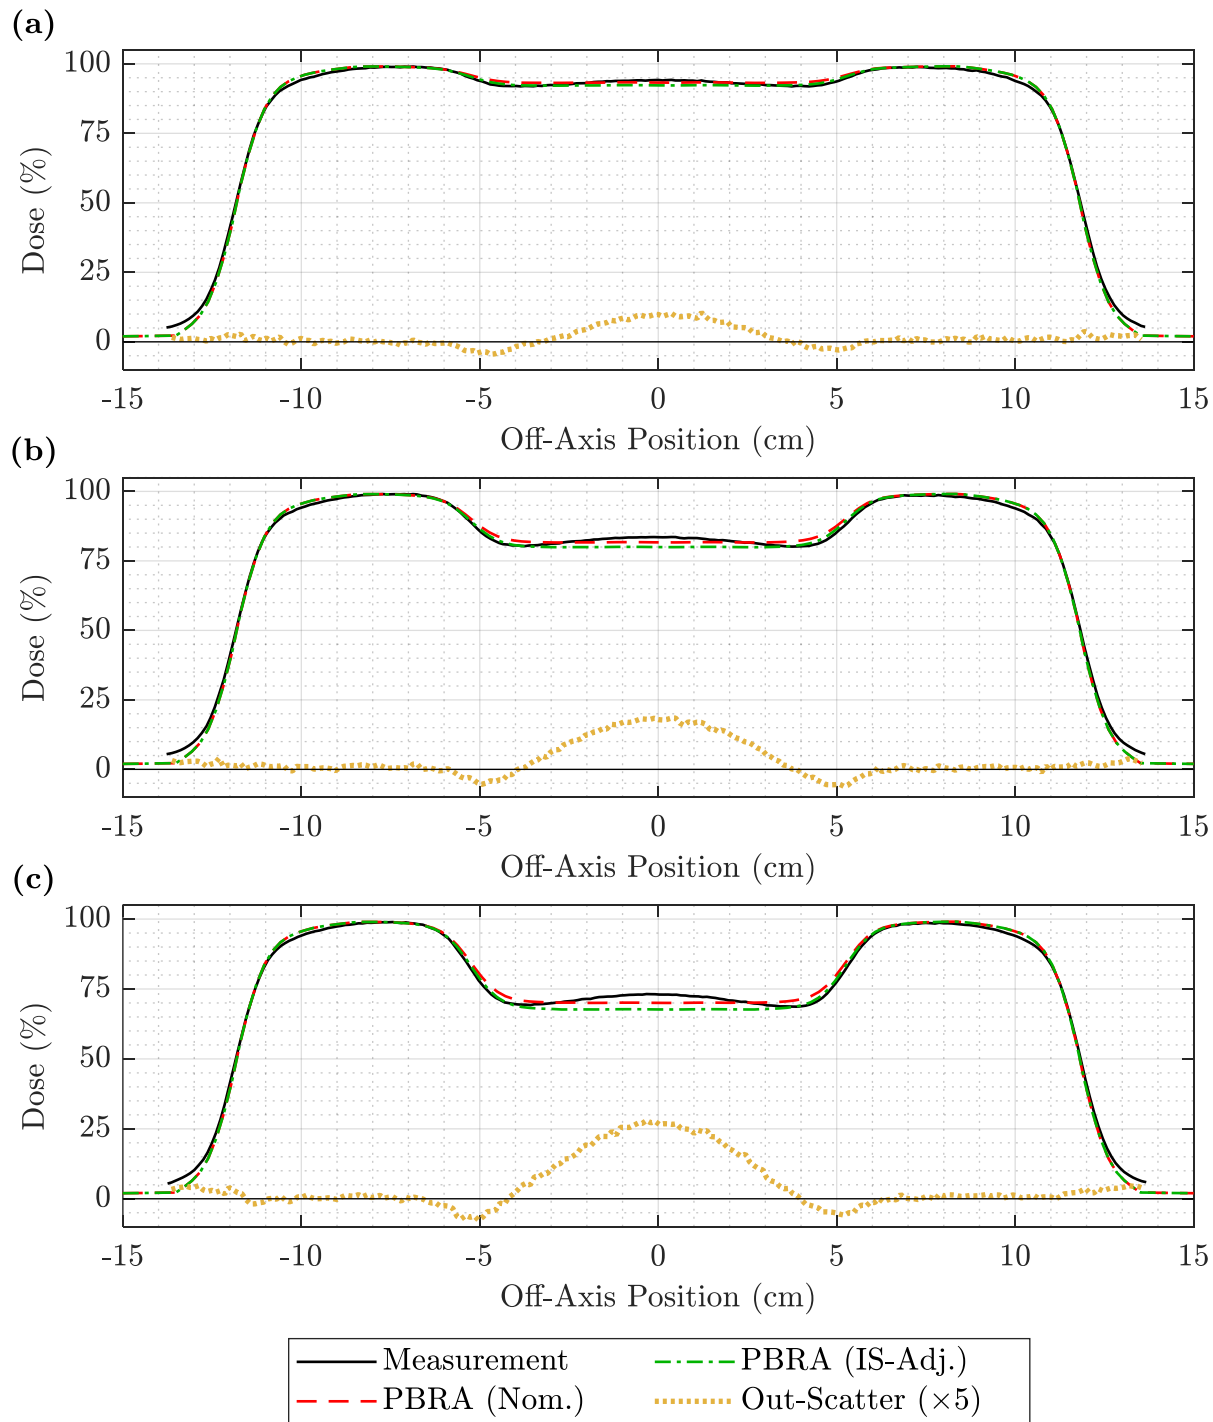 (a)
100
75
50
25
0
Dose (%)
-15 -10 -5 0 5 10 15
Off-Axis Position (cm)
(b)
100
75
50
25
0
Dose (%)
-15 -10 -5 0 5 10 15
Off-Axis Position (cm)
(c)
100
75
50
25
0
Dose (%)
-15 -10 -5 0 5 10 15
Off-Axis Position (cm)
Measurement PBRA (IS-Adj.)
PBRA (Nom.) Out-Scatter (×5)